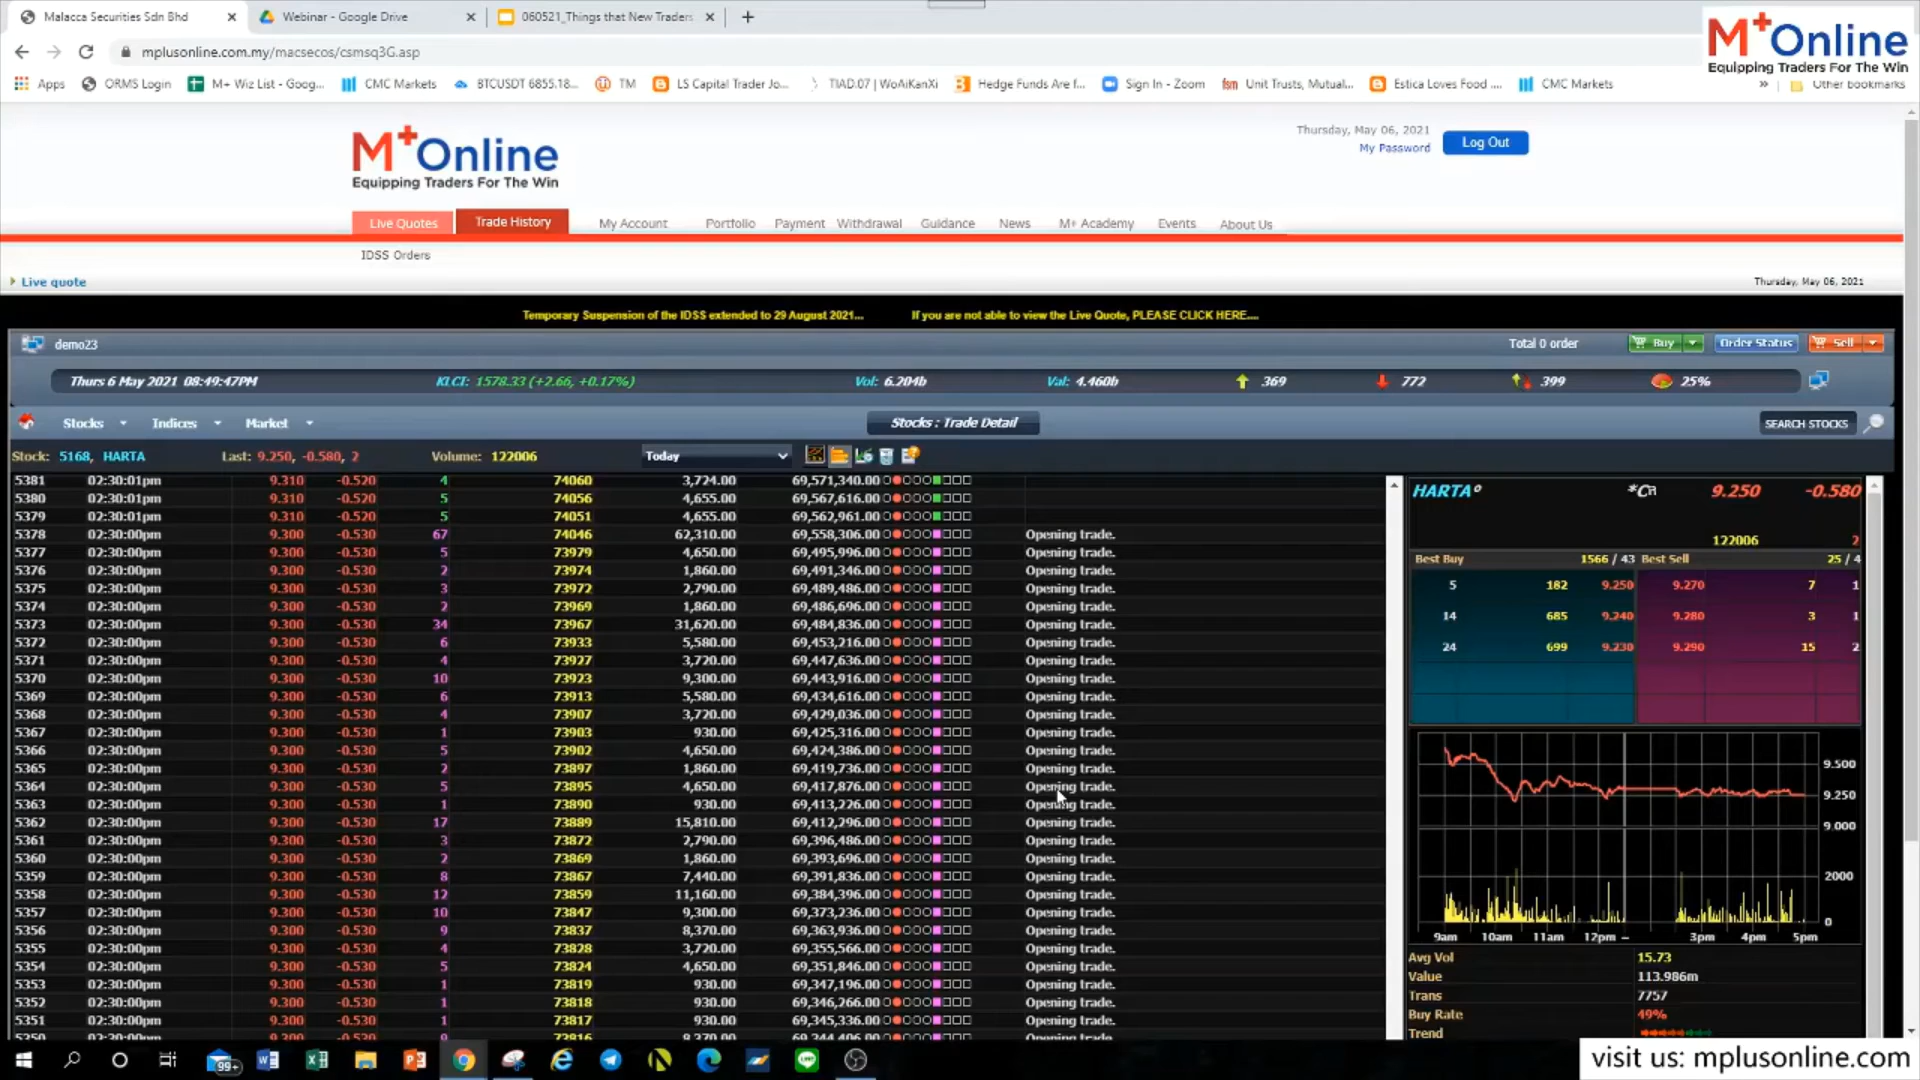 Malacca Securities Sdn Bhd
Webinar - Google Drive
060521_Things that New Traders
mplusonline.com.my/macsecos/csmsq3G.asp
M+Online
Equipping Traders For The Win
Apps
ORMS Login
M+ Wiz List - Goog...
CMC Markets
BTCUSDT 6855.18...
TM
LS Capital Trader Jo...
TIAD.07 | WoAiKanXi
Hedge Funds Are f...
Sign In - Zoom
Unit Trusts, Mutual...
Estica Loves Food ....
CMC Markets
Other bookmarks
M+Online
Equipping Traders For The Win
Thursday, May 06, 2021
My Password
Log Out
Live Quotes Trade History My Account Portfolio Payment Withdrawal Guidance News M+ Academy Events About Us
IDSS Orders
Live quote
Thursday, May 06, 2021
Temporary Suspension of the IDSS extended to 29 August 2021... If you are not able to view the Live Quote, PLEASE CLICK HERE....
demo23 Total 0 order Buy Order Status Sell
Thurs 6 May 2021 08:49:47PM KLCI: 1578.33 (+2.66, +0.17%) Vol: 6.204b Val: 4.460b 369 772 399 25%
Stocks Indices Market Stocks : Trade Detail SEARCH STOCKS
Stock: 5168, HARTA Last: 9.250, -0.580, 2 Volume: 122006 Today
5381 02:30:01pm 9.310 -0.520 4 74060 3,724.00 69,571,340.00
5380 02:30:01pm 9.310 -0.520 5 74056 4,655.00 69,567,616.00
5379 02:30:01pm 9.310 -0.520 5 74051 4,655.00 69,562,961.00
5378 02:30:00pm 9.300 -0.530 67 74046 62,310.00 69,558,306.00 Opening trade.
5377 02:30:00pm 9.300 -0.530 5 73979 4,650.00 69,495,996.00 Opening trade.
5376 02:30:00pm 9.300 -0.530 2 73974 1,860.00 69,491,346.00 Opening trade.
5375 02:30:00pm 9.300 -0.530 3 73972 2,790.00 69,489,486.00 Opening trade.
5374 02:30:00pm 9.300 -0.530 2 73969 1,860.00 69,486,696.00 Opening trade.
5373 02:30:00pm 9.300 -0.530 34 73967 31,620.00 69,484,836.00 Opening trade.
5372 02:30:00pm 9.300 -0.530 6 73933 5,580.00 69,453,216.00 Opening trade.
5371 02:30:00pm 9.300 -0.530 4 73927 3,720.00 69,447,636.00 Opening trade.
5370 02:30:00pm 9.300 -0.530 10 73923 9,300.00 69,443,916.00 Opening trade.
5369 02:30:00pm 9.300 -0.530 6 73913 5,580.00 69,434,616.00 Opening trade.
5368 02:30:00pm 9.300 -0.530 4 73907 3,720.00 69,429,036.00 Opening trade.
5367 02:30:00pm 9.300 -0.530 1 73903 930.00 69,425,316.00 Opening trade.
5366 02:30:00pm 9.300 -0.530 5 73902 4,650.00 69,424,386.00 Opening trade.
5365 02:30:00pm 9.300 -0.530 2 73897 1,860.00 69,419,736.00 Opening trade.
5364 02:30:00pm 9.300 -0.530 5 73895 4,650.00 69,417,876.00 Opening trade.
5363 02:30:00pm 9.300 -0.530 1 73890 930.00 69,413,226.00 Opening trade.
5362 02:30:00pm 9.300 -0.530 17 73889 15,810.00 69,412,296.00 Opening trade.
5361 02:30:00pm 9.300 -0.530 3 73872 2,790.00 69,396,486.00 Opening trade.
5360 02:30:00pm 9.300 -0.530 2 73869 1,860.00 69,393,696.00 Opening trade.
5359 02:30:00pm 9.300 -0.530 8 73867 7,440.00 69,391,836.00 Opening trade.
5358 02:30:00pm 9.300 -0.530 12 73859 11,160.00 69,384,396.00 Opening trade.
5357 02:30:00pm 9.300 -0.530 10 73847 9,300.00 69,373,236.00 Opening trade.
5356 02:30:00pm 9.300 -0.530 9 73837 8,370.00 69,363,936.00 Opening trade.
5355 02:30:00pm 9.300 -0.530 4 73828 3,720.00 69,355,566.00 Opening trade.
5354 02:30:00pm 9.300 -0.530 5 73824 4,650.00 69,351,846.00 Opening trade.
5353 02:30:00pm 9.300 -0.530 1 73819 930.00 69,347,196.00 Opening trade.
5352 02:30:00pm 9.300 -0.530 1 73818 930.00 69,346,266.00 Opening trade.
5351 02:30:00pm 9.300 -0.530 1 73817 930.00 69,345,336.00 Opening trade.
HARTA 9.250 -0.580
122006 2
Best Buy 1566 / 43 Best Sell 25 / 4
5 182 9.250 9.270 7 1
14 685 9.240 9.280 3 1
24 699 9.230 9.290 15 2
9.500
9.250
9.000
2000
0
9am 10am 11am 12pm 3pm 4pm 5pm
Avg Vol 15.73
Value 113.986m
Trans 7757
Buy Rate 49%
Trend
99+
visit us: mplusonline.com